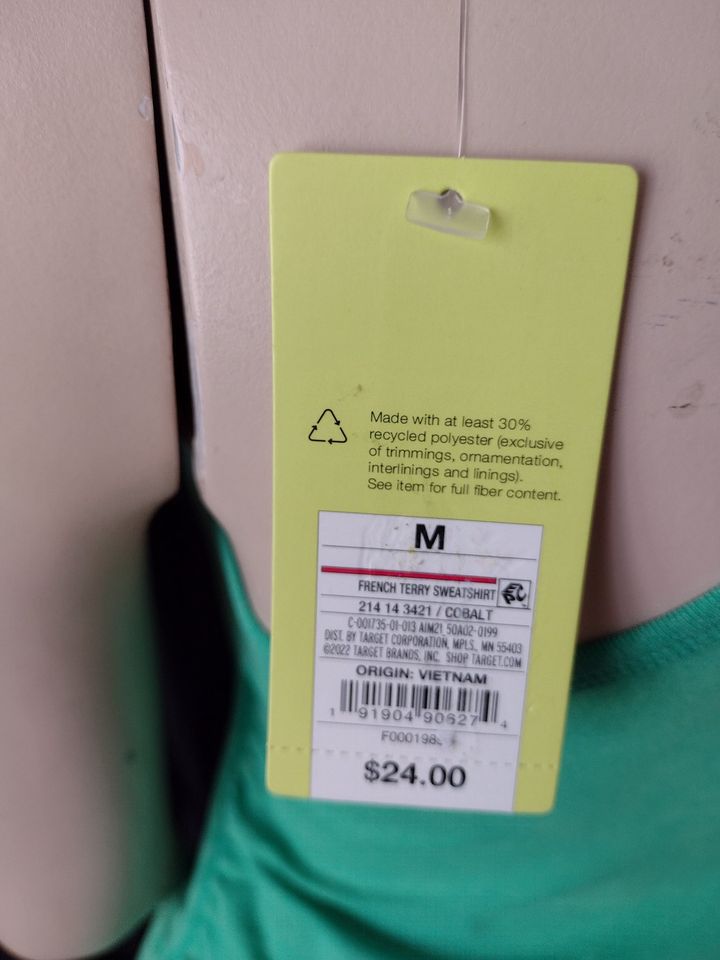 Made with at least 30%
recycled polyester (exclusive
of trimmings, ornamentation,
interlinings and linings).
See item for full fiber content.
M
FRENCH TERRY SWEATSHIRT
214 14 3421 / COBALT
C-001735-01-013 AIM21 50A02-0199
DIST. BY TARGET CORPORATION, MPLS., MN 55403
©2022 TARGET BRANDS, INC. SHOP TARGET.COM
ORIGIN: VIETNAM
1 91904 90627 4
$24.00